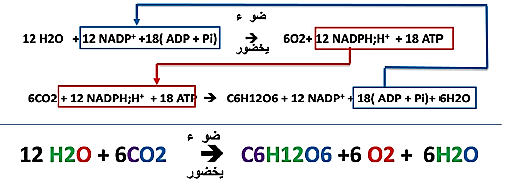 ضوء
12 H2O + 12 NADP⁺ +18( ADP + Pi) → 6O2+ 12 NADPH;H⁺ + 18 ATP
يخضور
6CO2 + 12 NADPH;H⁺ + 18 ATP → C6H12O6 + 12 NADP⁺ + 18( ADP + Pi)+ 6H2O
ضوء
12 H2O + 6CO2 → C6H12O6 +6 O2 + 6H2O
يخضور